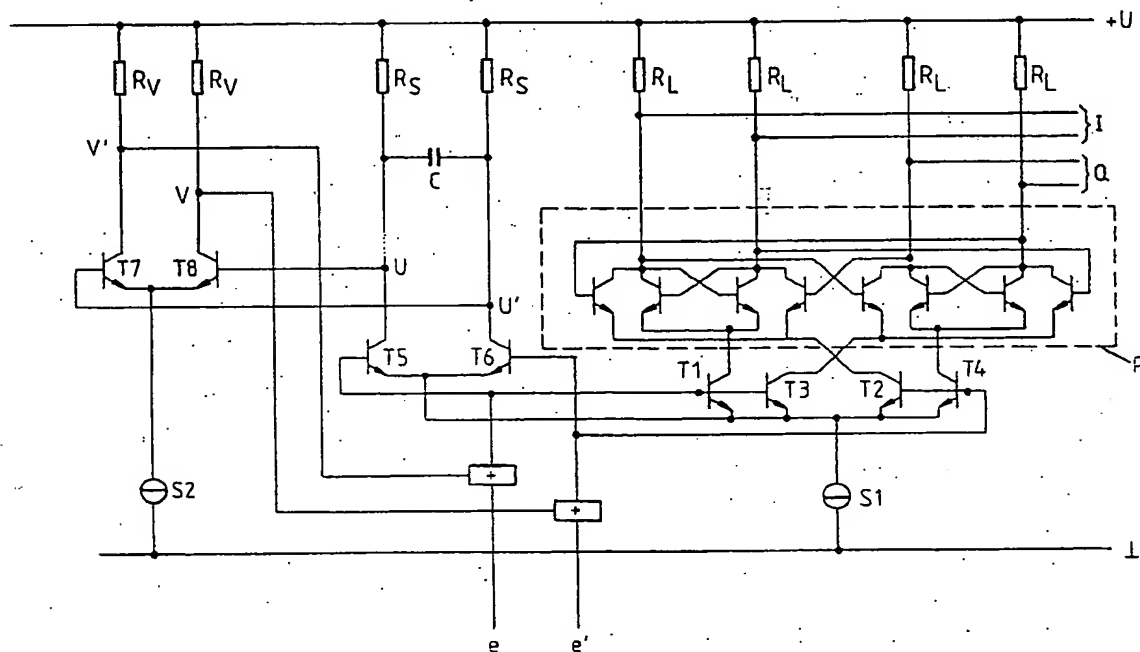 +U
RV RV RS RS RL RL RL RL
I
V' C Q
V
T7 T8 U
U'
T5 T6 P
T1 T3 T2 T4
+
S2 + S1
⊥
e e'